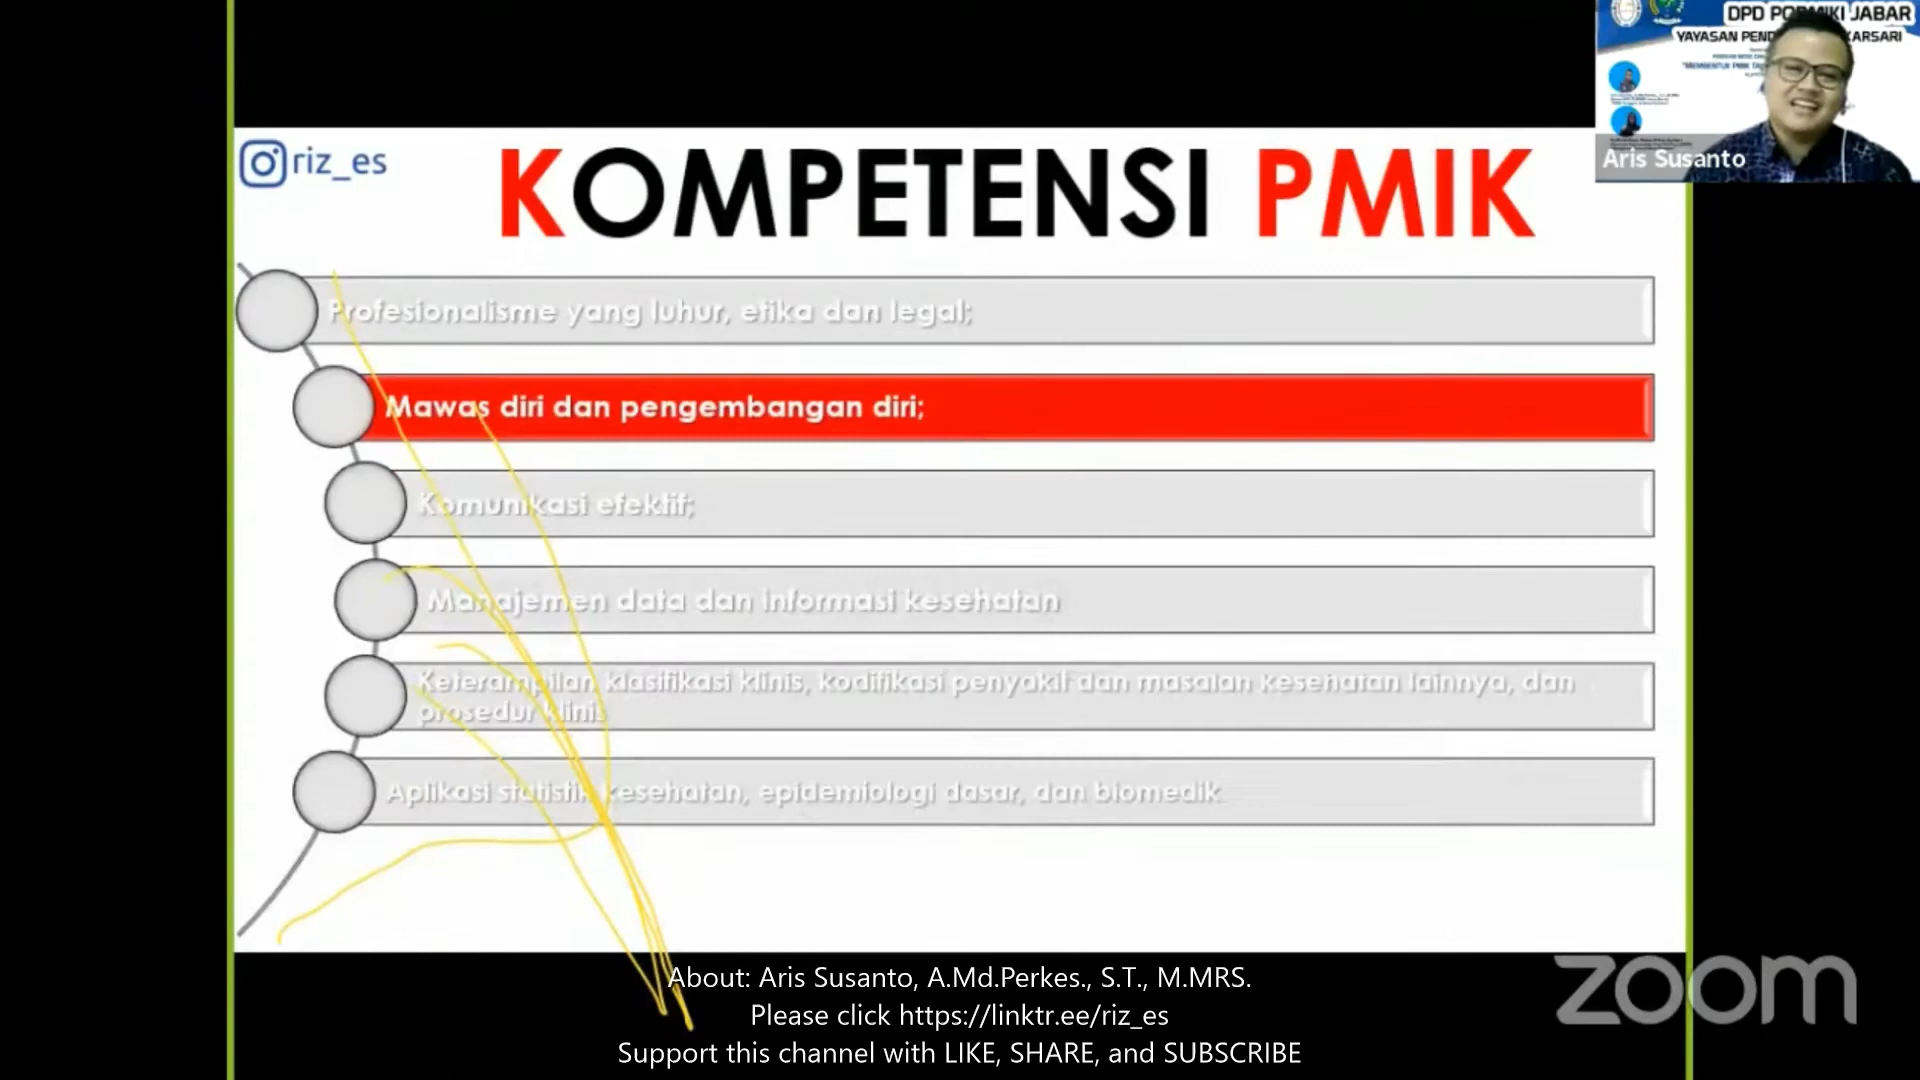 DPD PORMIKI JABAR
Aris Susanto
riz_es
KOMPETENSI PMIK
Profesionalisme yang luhur, etika dan legal;
Mawas diri dan pengembangan diri;
Komunikasi efektif;
Manajemen data dan informasi kesehatan
Keterampilan klasifikasi klinis, kodifikasi penyakit dan masalah kesehatan lainnya, dan
prosedur klinis
Aplikasi statistik kesehatan, epidemiologi dasar, dan biomedik
About: Aris Susanto, A.Md.Perkes., S.T., M.MRS.
Please click https://linktr.ee/riz_es
Support this channel with LIKE, SHARE, and SUBSCRIBE
zoom